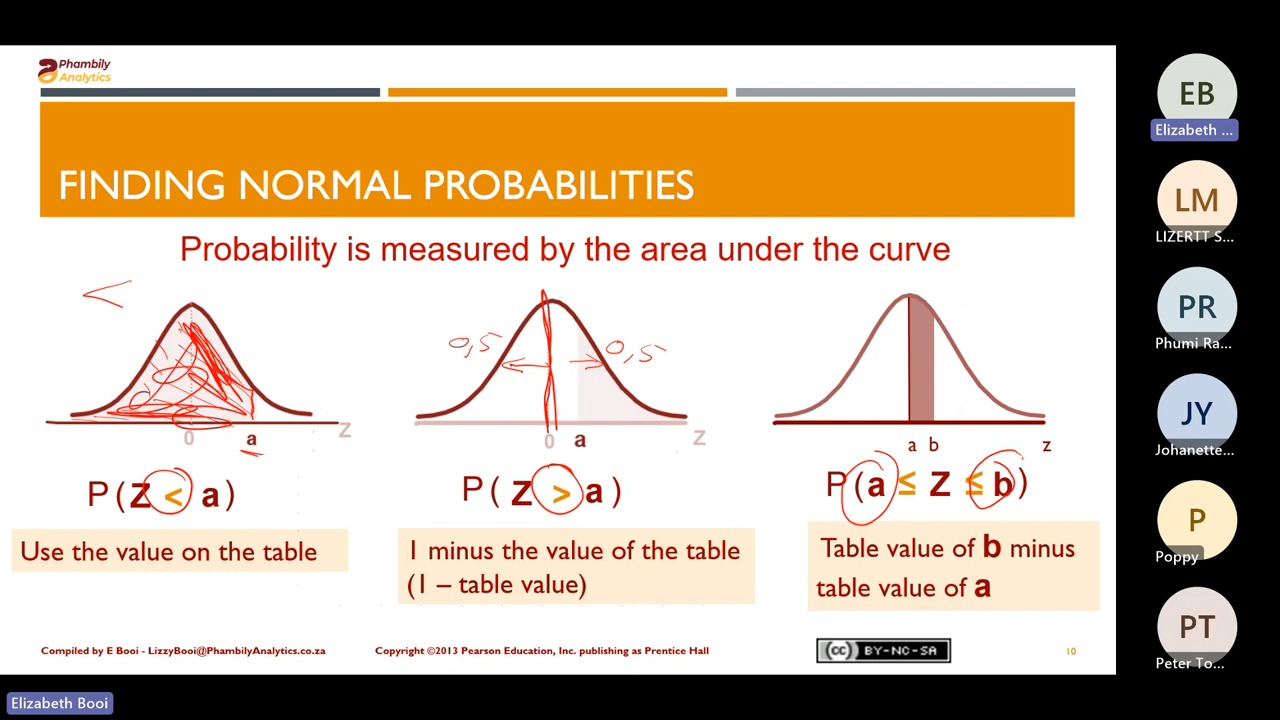 Phambily
Analytics
FINDING NORMAL PROBABILITIES
Probability is measured by the area under the curve
<
0,5
0,5
0
a
Z
0
a
Z
a
b
z
P(Z < a)
P( Z > a )
P(a ≤ Z ≤ b)
Use the value on the table
1 minus the value of the table
(1 – table value)
Table value of b minus
table value of a
Compiled by E Booi - LizzyBooi@PhambilyAnalytics.co.za
Copyright ©2013 Pearson Education, Inc. publishing as Prentice Hall
cc BY-NC-SA
10
EB
Elizabeth ...
LM
LIZERTT S...
PR
Phumi Ra...
JY
Johanette...
P
Poppy
PT
Peter To...
Elizabeth Booi